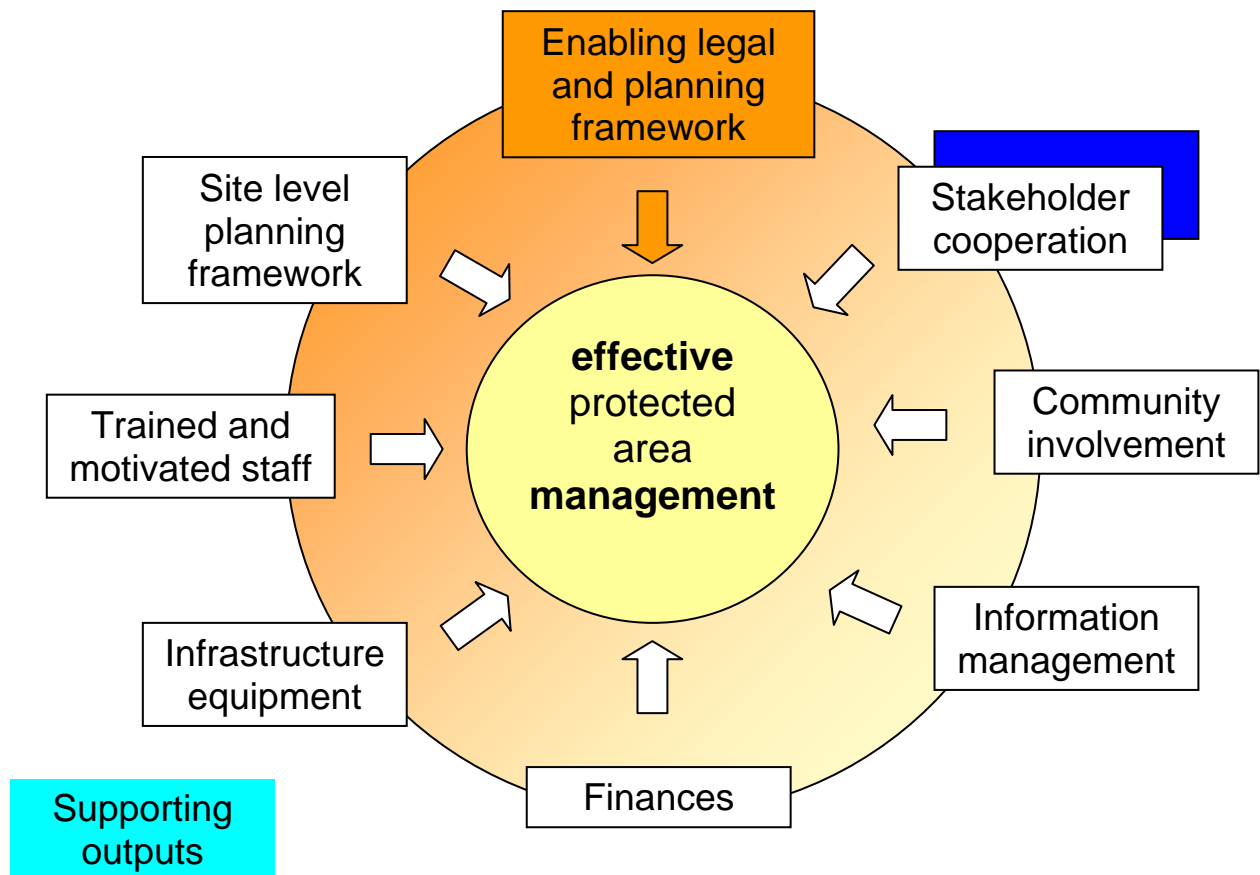 Enabling legal
and planning
framework
Site level
planning
framework
Stakeholder
cooperation
effective
protected
area
management
Trained and
motivated staff
Community
involvement
Infrastructure
equipment
Information
management
Finances
Supporting
outputs